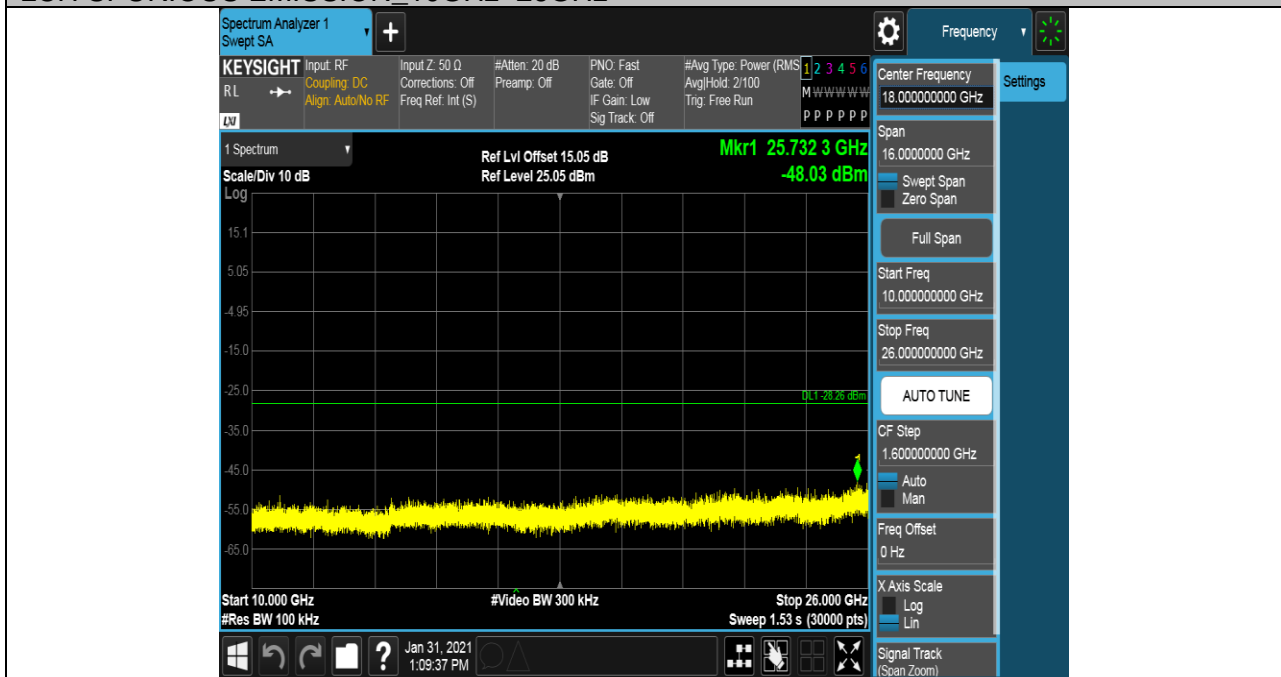 Spectrum Analyzer 1
Swept SA
+
Frequency
KEYSIGHT
RL
LXI
Input: RF
Coupling: DC
Align: Auto/No RF
Input Z: 50 Ω
Corrections: Off
Freq Ref: Int (S)
#Atten: 20 dB
Preamp: Off
PNO: Fast
Gate: Off
IF Gain: Low
Sig Track: Off
#Avg Type: Power (RMS
Avg|Hold: 2/100
Trig: Free Run
1 2 3 4 5 6
M W W W W W
P P P P P P
Center Frequency
18.000000000 GHz
Settings
Span
16.0000000 GHz
Swept Span
Zero Span
Full Span
Start Freq
10.000000000 GHz
Stop Freq
26.000000000 GHz
AUTO TUNE
CF Step
1.600000000 GHz
Auto
Man
Freq Offset
0 Hz
X Axis Scale
Log
Lin
Signal Track
(Span Zoom)
1 Spectrum
Scale/Div 10 dB
Log
Ref Lvl Offset 15.05 dB
Ref Level 25.05 dBm
Mkr1 25.732 3 GHz
-48.03 dBm
15.1
5.05
-4.95
-15.0
-25.0
DL1 -28.26 dBm
-35.0
-45.0
1
-55.0
-65.0
Start 10.000 GHz
#Res BW 100 kHz
#Video BW 300 kHz
Stop 26.000 GHz
Sweep 1.53 s (30000 pts)
?
Jan 31, 2021
1:09:37 PM